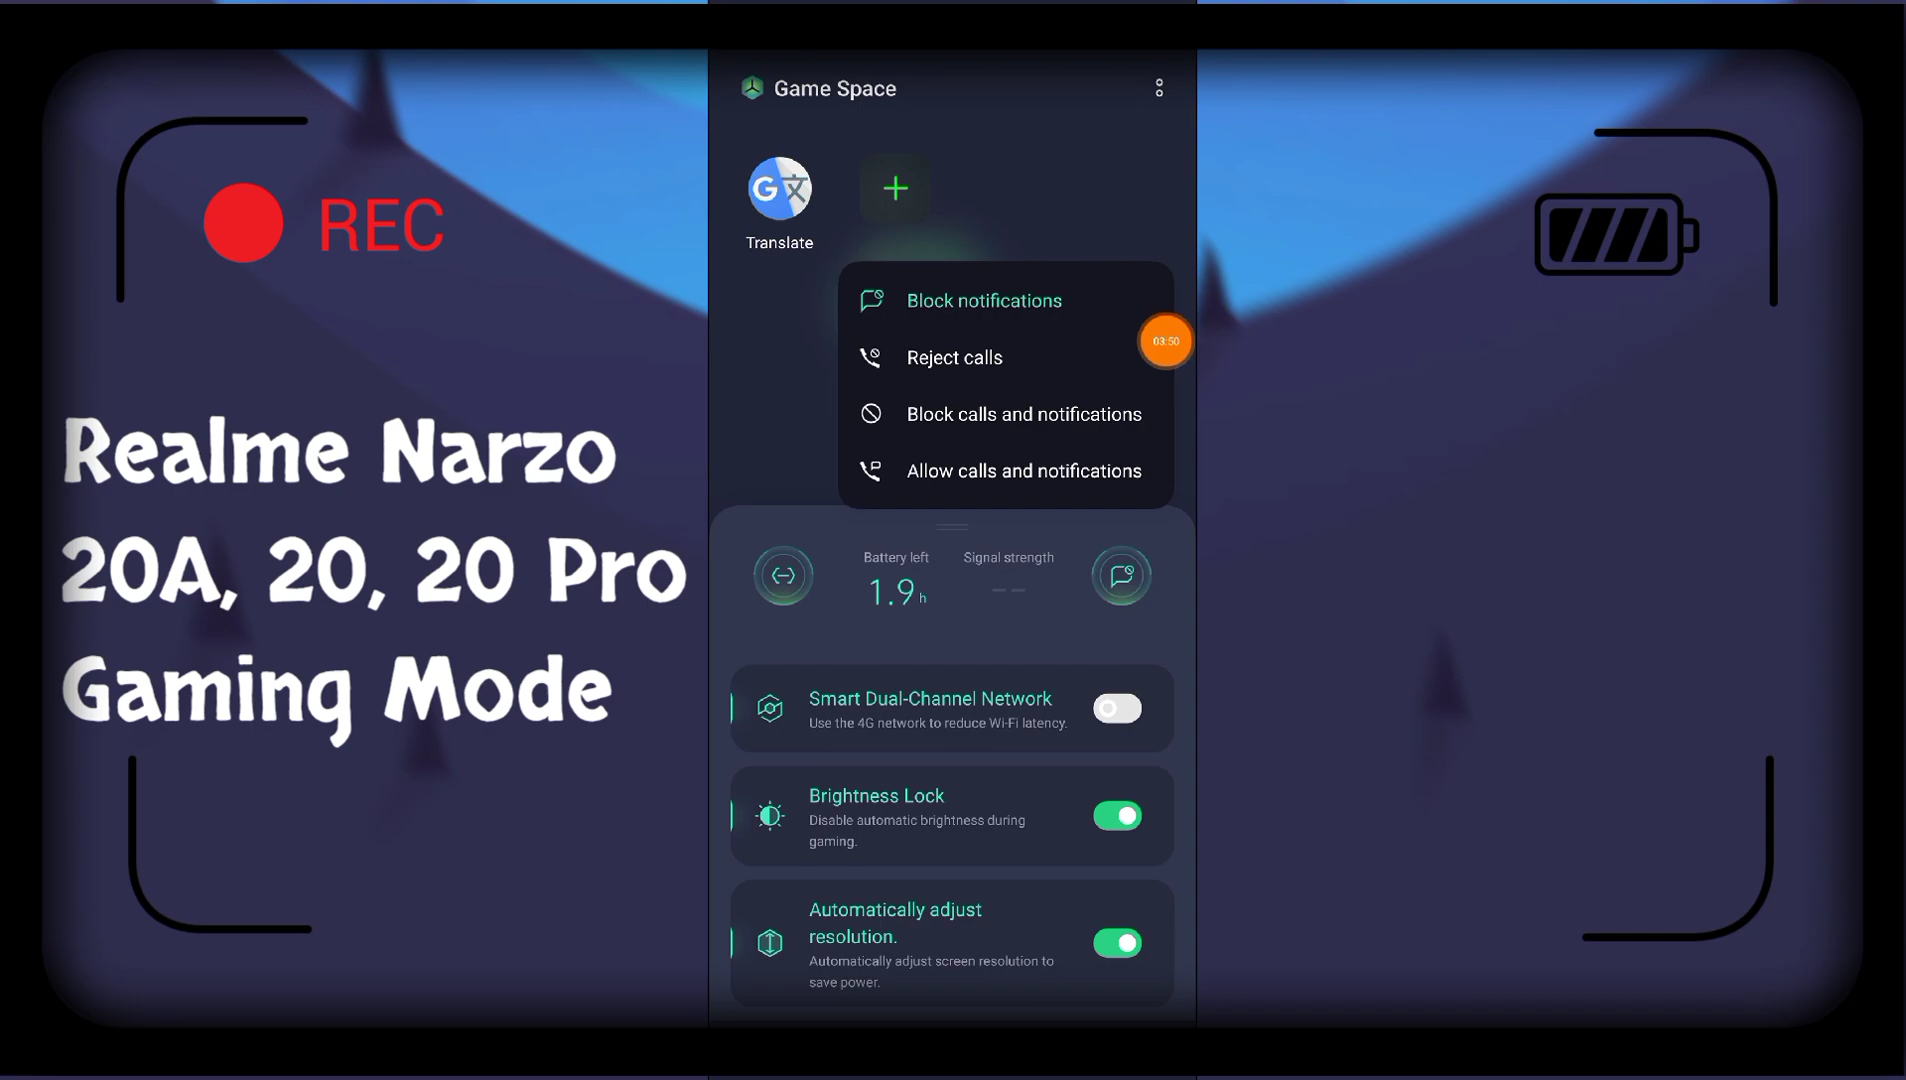 Game Space
REC
G 文
Translate
Block notifications
Reject calls
03:50
Block calls and notifications
Allow calls and notifications
Realme Narzo
20A, 20, 20 Pro
Gaming Mode
Battery left
Signal strength
1.9 h
--
Smart Dual-Channel Network
Use the 4G network to reduce Wi-Fi latency.
Brightness Lock
Disable automatic brightness during
gaming.
Automatically adjust
resolution.
Automatically adjust screen resolution to
save power.